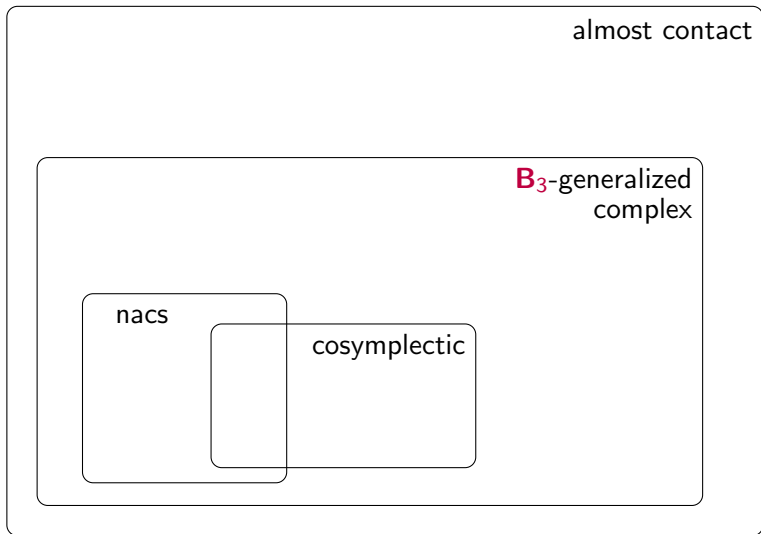 almost contact
B₃-generalized
complex
nacs
cosymplectic